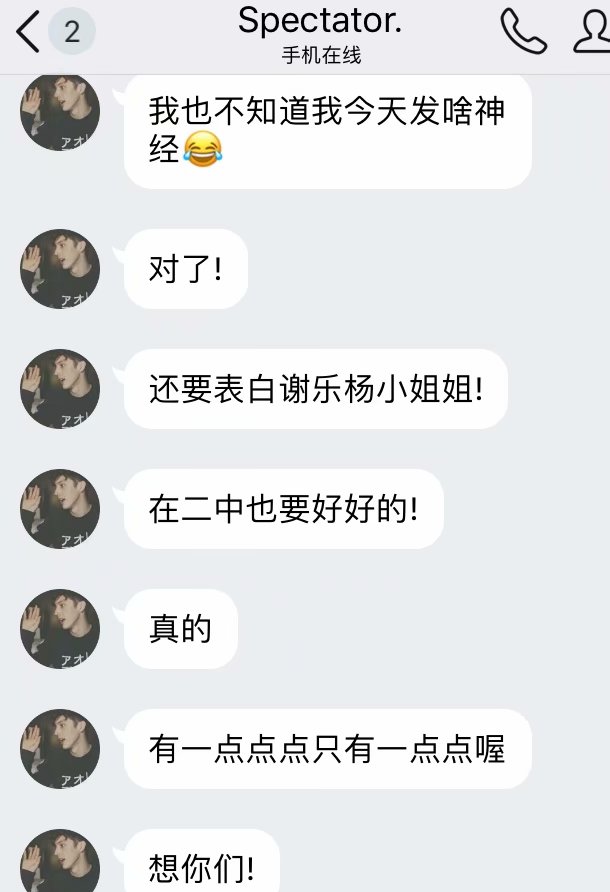 2
Spectator.
手机在线
我也不知道我今天发啥神
经😂
对了!
还要表白谢乐杨小姐姐!
在二中也要好好的!
真的
有一点点点只有一点点喔
想你们!